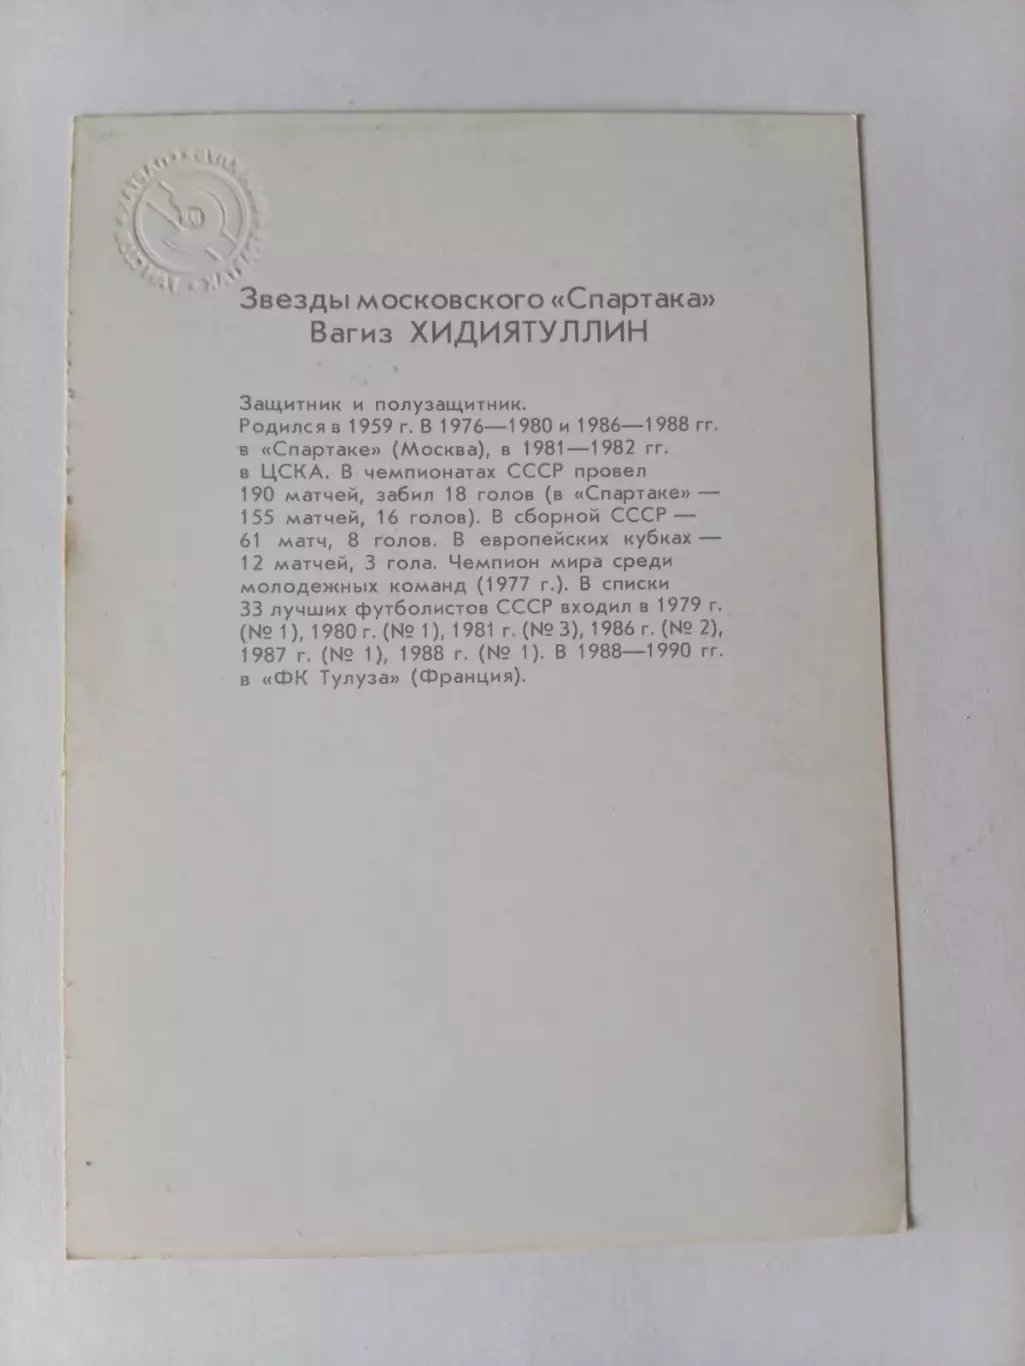 Звезды московского «Спартака»
Вагиз ХИДИЯТУЛЛИН
Защитник и полузащитник.
Родился в 1959 г. В 1976—1980 и 1986—1988 гг.
в «Спартаке» (Москва), в 1981—1982 гг.
в ЦСКА. В чемпионатах СССР провел
190 матчей, забил 18 голов (в «Спартаке» —
155 матчей, 16 голов). В сборной СССР —
61 матч, 8 голов. В европейских кубках —
12 матчей, 3 гола. Чемпион мира среди
молодежных команд (1977 г.). В списки
33 лучших футболистов СССР входил в 1979 г.
(№ 1), 1980 г. (№ 1), 1981 г. (№ 3), 1986 г. (№ 2),
1987 г. (№ 1), 1988 г. (№ 1). В 1988—1990 гг.
в «ФК Тулуза» (Франция).